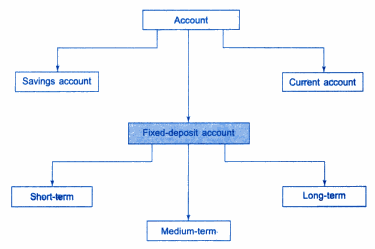 Account
Savings account
Current account
Fixed-deposit account
Short-term
Long-term
Medium-term